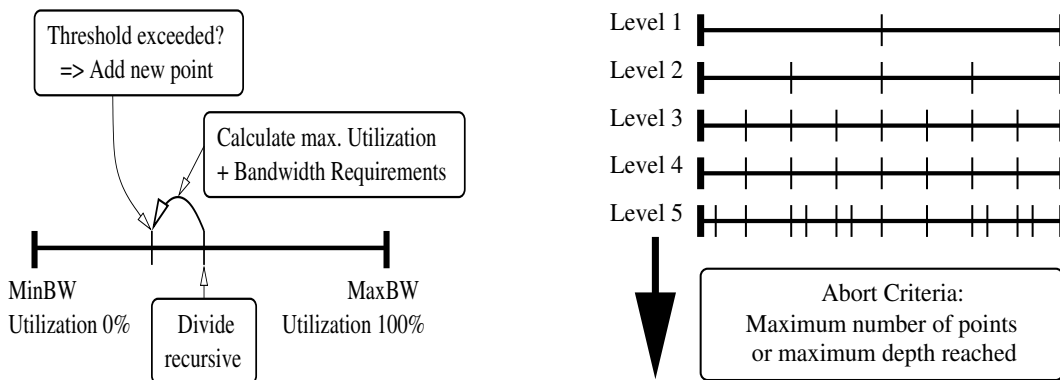 Threshold exceeded?
=> Add new point
Calculate max. Utilization
+ Bandwidth Requirements
MinBW
Utilization 0%
MaxBW
Utilization 100%
Divide
recursive
Level 1
Level 2
Level 3
Level 4
Level 5
Abort Criteria:
Maximum number of points
or maximum depth reached